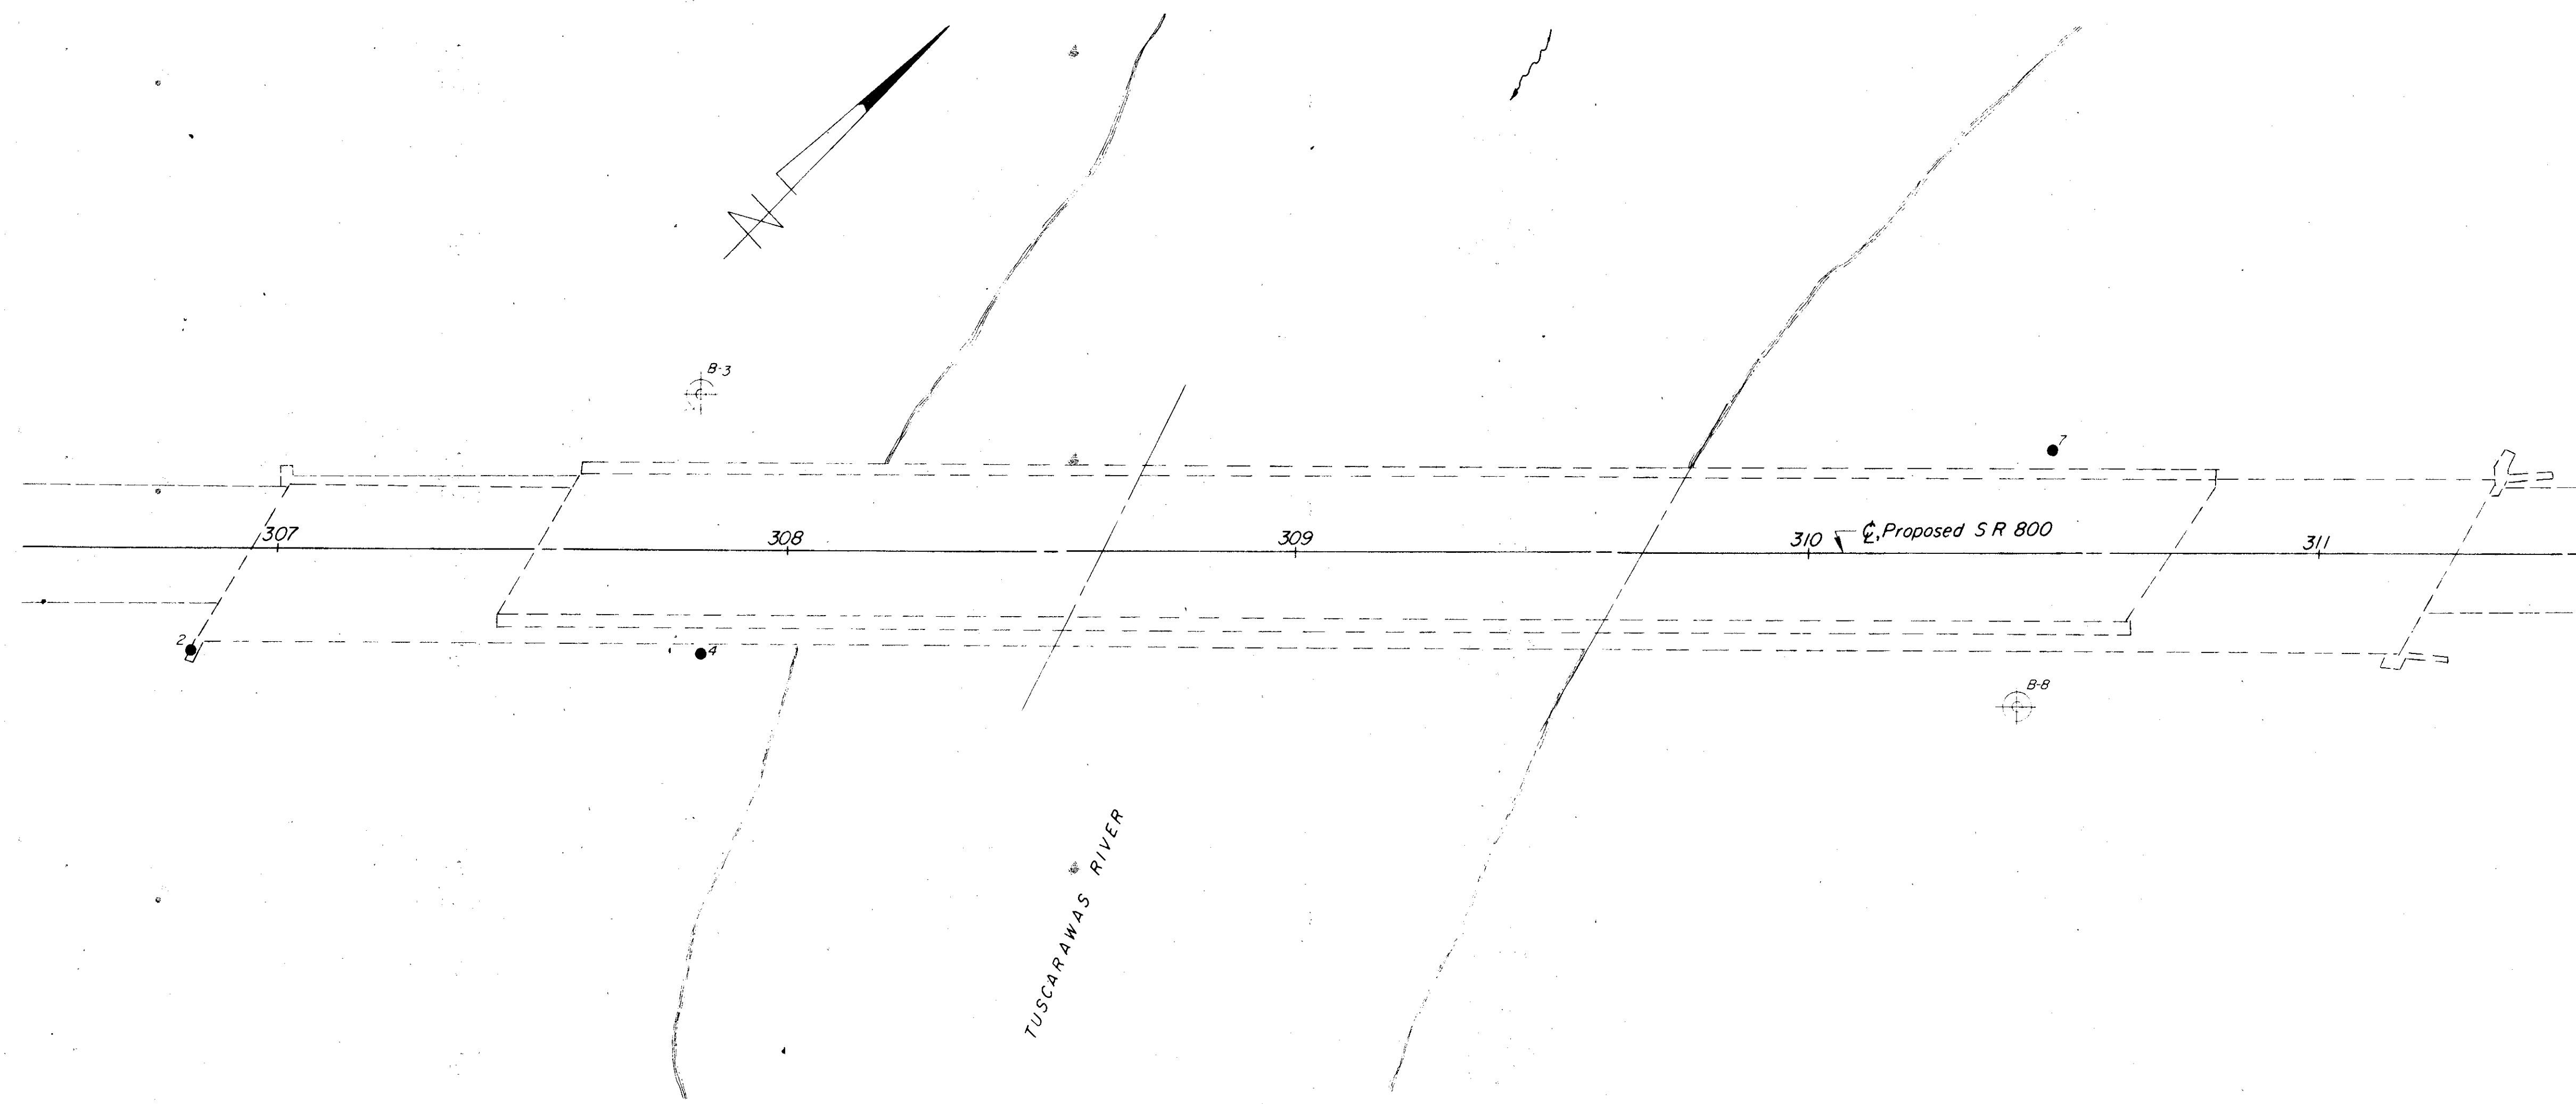 N
B-3
7
307
308
309
310
℄, Proposed S R 800
311
2
4
B-8
TUSCARAWAS RIVER